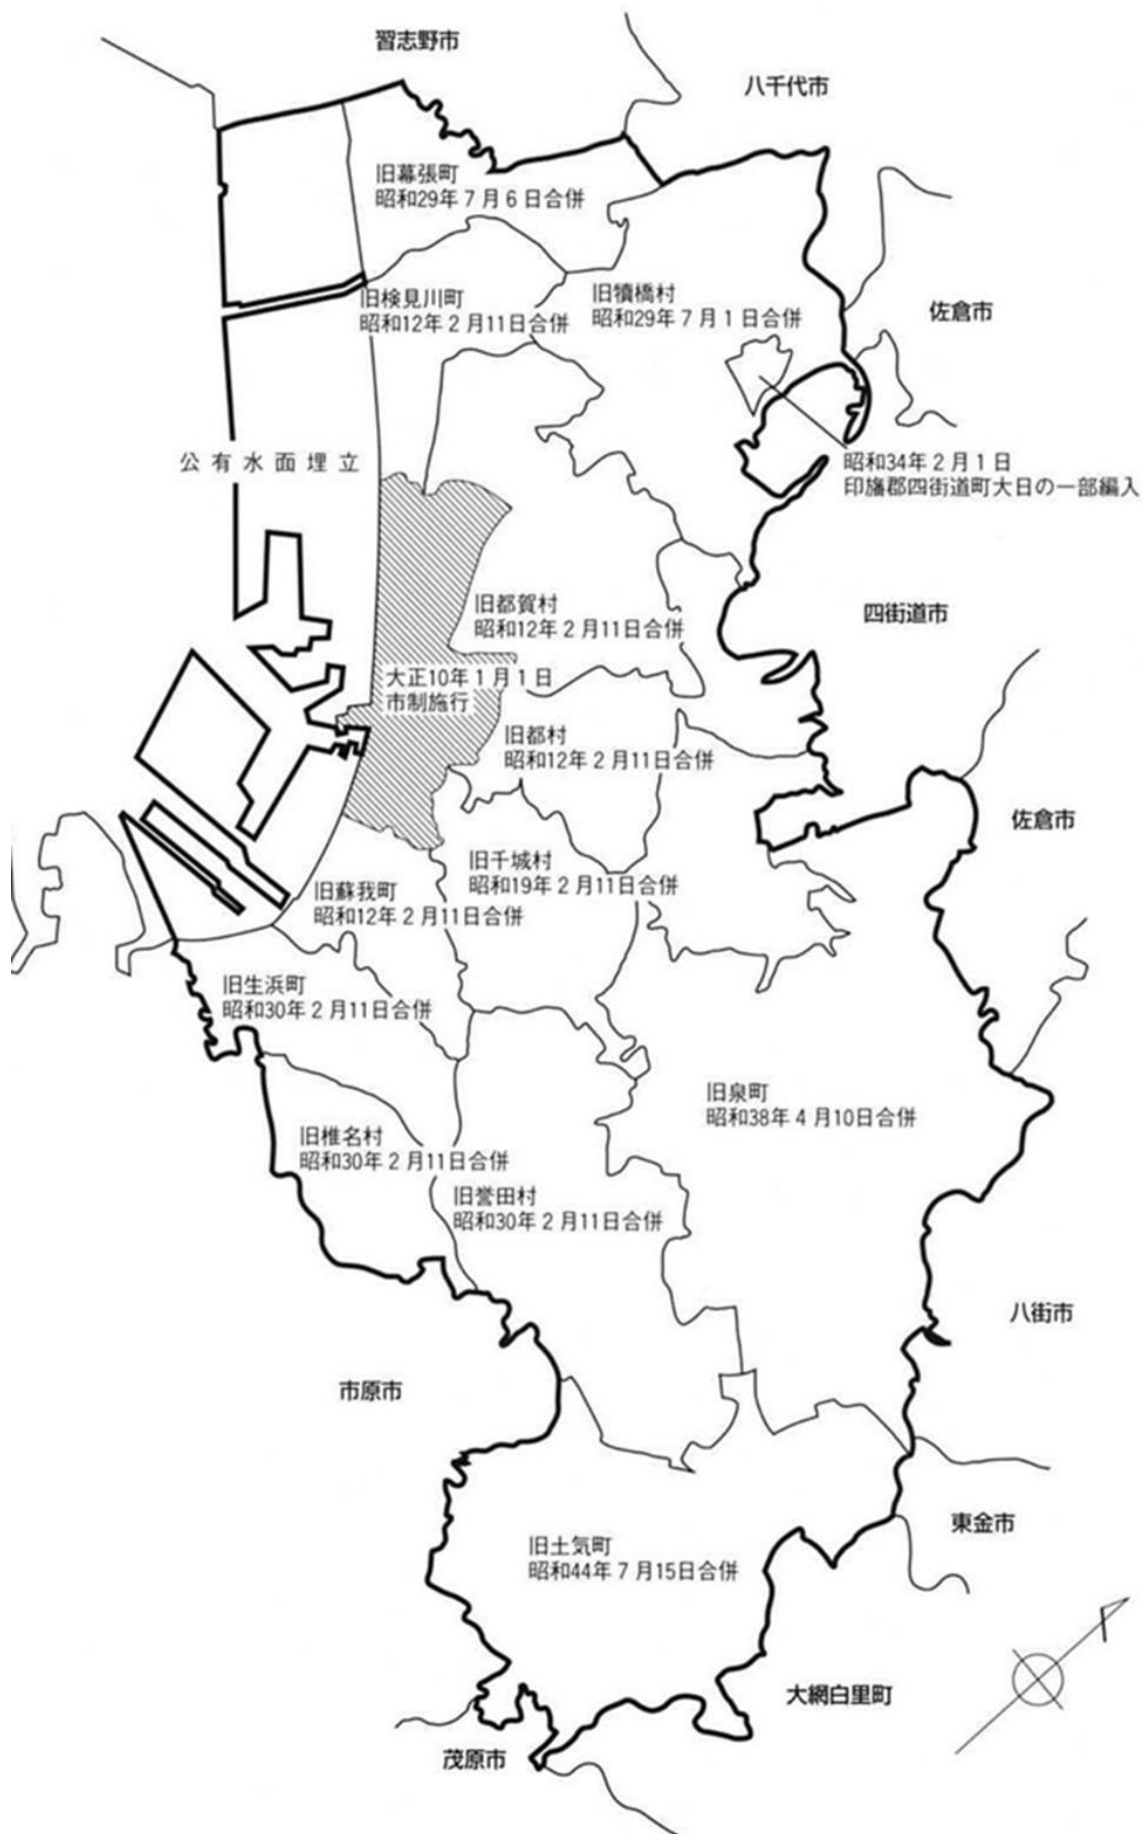 習志野市
八千代市
旧幕張町
昭和29年7月6日合併
旧検見川町
昭和12年2月11日合併
旧犢橋村
昭和29年7月1日合併
佐倉市
公有水面埋立
昭和34年2月1日
印旛郡四街道町大日の一部編入
旧都賀村
昭和12年2月11日合併
四街道市
大正10年1月1日
市制施行
旧都村
昭和12年2月11日合併
佐倉市
旧千城村
昭和19年2月11日合併
旧蘇我町
昭和12年2月11日合併
旧生浜町
昭和30年2月11日合併
旧泉町
昭和38年4月10日合併
旧椎名村
昭和30年2月11日合併
旧誉田村
昭和30年2月11日合併
八街市
市原市
東金市
旧土気町
昭和44年7月15日合併
大網白里町
茂原市